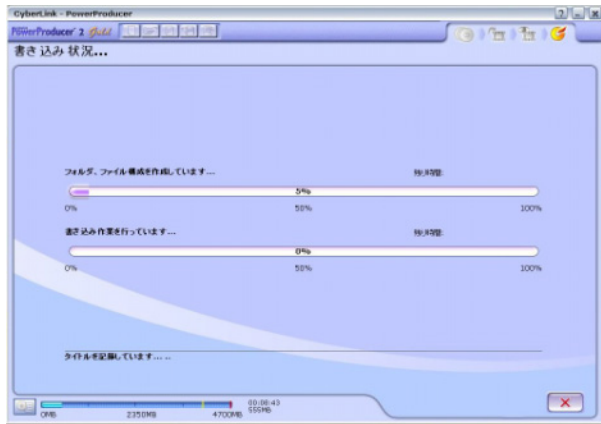 CyberLink - PowerProducer
PowerProducer 2 Gold
書き込み状況...
フォルダ、ファイル構成を作成しています... 残り時間:
5%
0% 50% 100%
書き込み作業を行っています... 残り時間:
0%
0% 50% 100%
タイトルを記録しています... ...
00:08:43
555MB
0MB 2350MB 4700MB